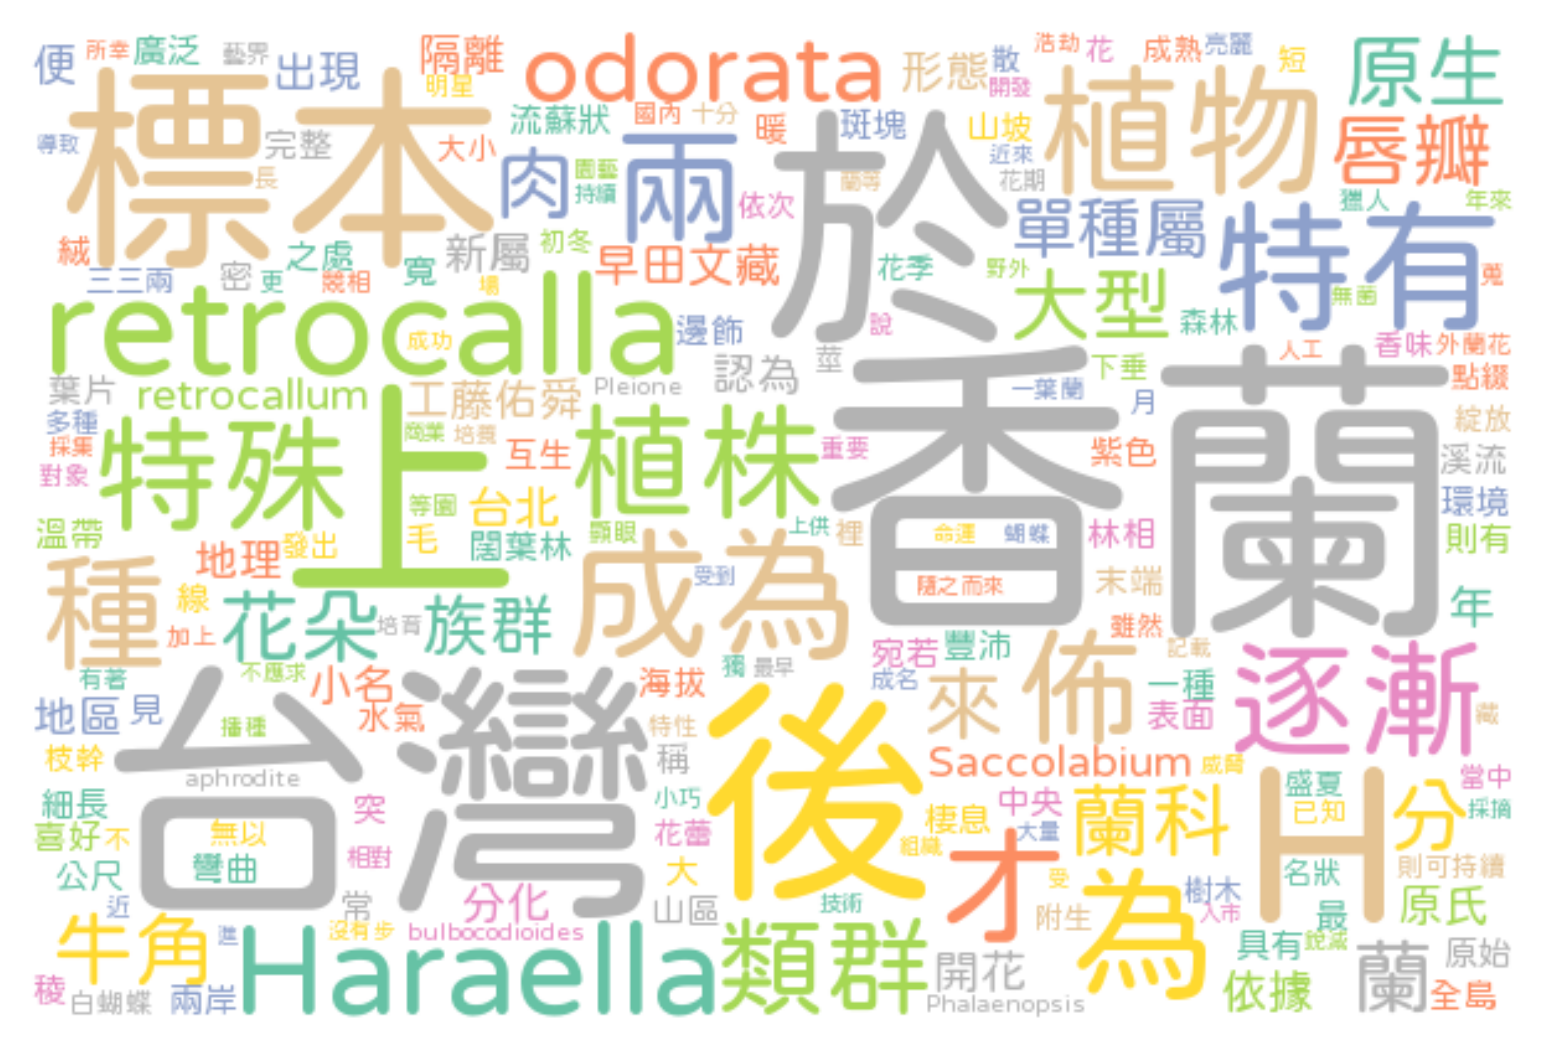 便 所幸 廣泛 藝界 出現 隔離 明星 odorata 形態 散 開發 浩劫 花 成熟 亮麗 短 原生
標本 導致 完整 長 大小 流蘇狀 國內 十分 暖 斑塊 山坡 近來 花期 植物 唇瓣
肉 園藝 持續 兩 依次 蘭等 於 單種屬 特有 獵人 年來
絨 三三兩 密 之處 更 競相 寬 新屬 壜 初冬 早田文藏 花季 野外 大型 無菌 蒐
retrocalla 成功 邊飾 說 森林 香味 外蘭花 人工
葉片 retrocallum 工藤佑舜 Pleione 認為 莖 香 一葉蘭 下垂 月 蘭 點綴 綻放
多種 採集 對象 特殊 上 商業 培養 互生 植株 重要 紫色 溪流
溫帶 等園 台北 毛 闊葉林 顯眼 上供 裡 命運 蝴蝶 林相 環境 則有
種 地理 發出 線 加上 花朵 培育 族群 成為 受到 隨之而來 末端 雖然 年
有著 不應求 小名 水氣 海拔 獨 最早 宛若 成名 豐沛 來 佈 記載 一種 表面 逐漸 藏
地區 見 播種 台灣 特性 稱 後 Saccolabium 威爾
枝幹 aphrodite 細長 突 小巧 中央 大量 蘭科 H 盛夏 已知 分 當中 採摘
喜好 不 無以 彎曲 相對 花蕾 大 棲息 組織 才 受 為 名狀 則可持續
公尺 近 常 分化 山區 技術 附生 樹木 人市 最 原氏
牛角 進 沒有步 bulbocodioides Haraella 類群 開花 具有 銳減 蘭 原始
稜 白蝴蝶 兩岸 Phalaenopsis 依據 全島